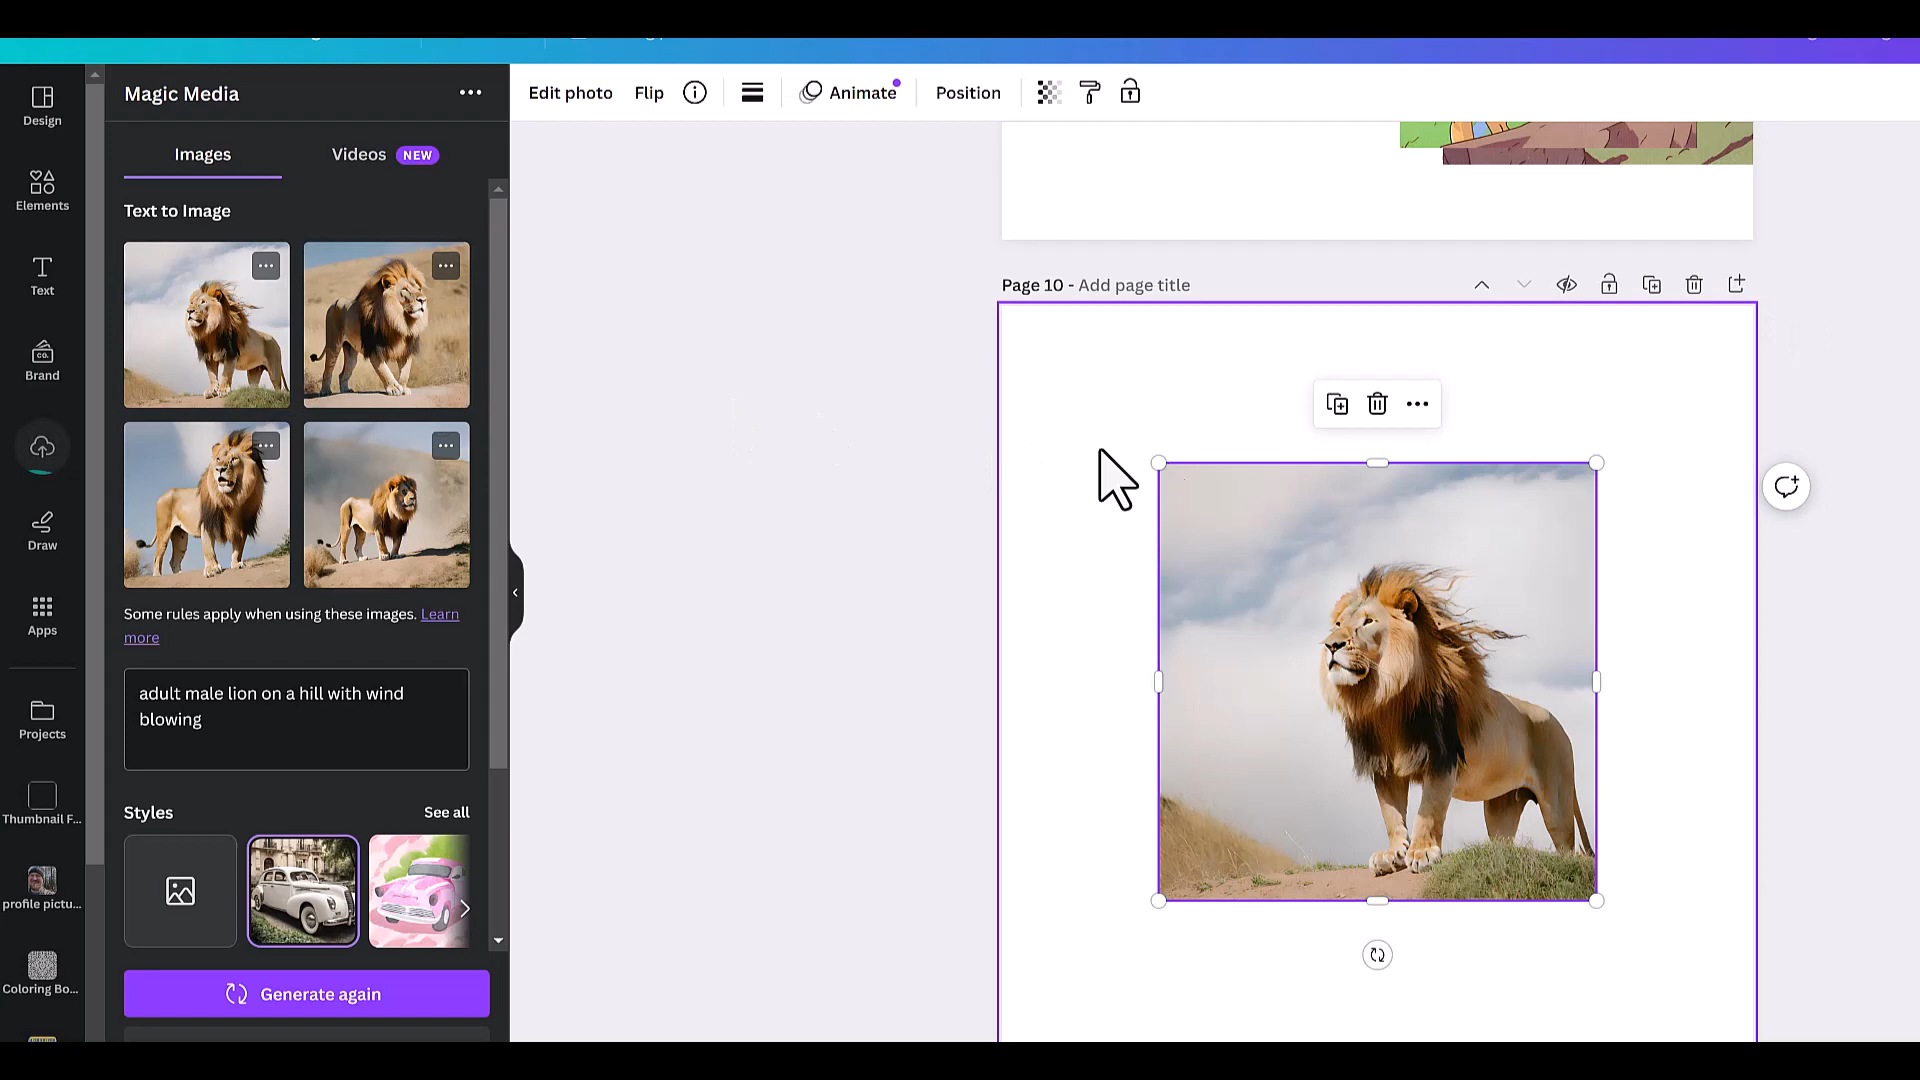 Magic Media
Edit photo
Flip
Animate
Position
Design
Elements
Text
Brand
CO.
Draw
Apps
Projects
Thumbnail F...
profile pictu...
Coloring Bo...
Images
Videos NEW
Text to Image
Some rules apply when using these images. Learn
more
adult male lion on a hill with wind
blowing
Styles
See all
Generate again
Page 10 - Add page title